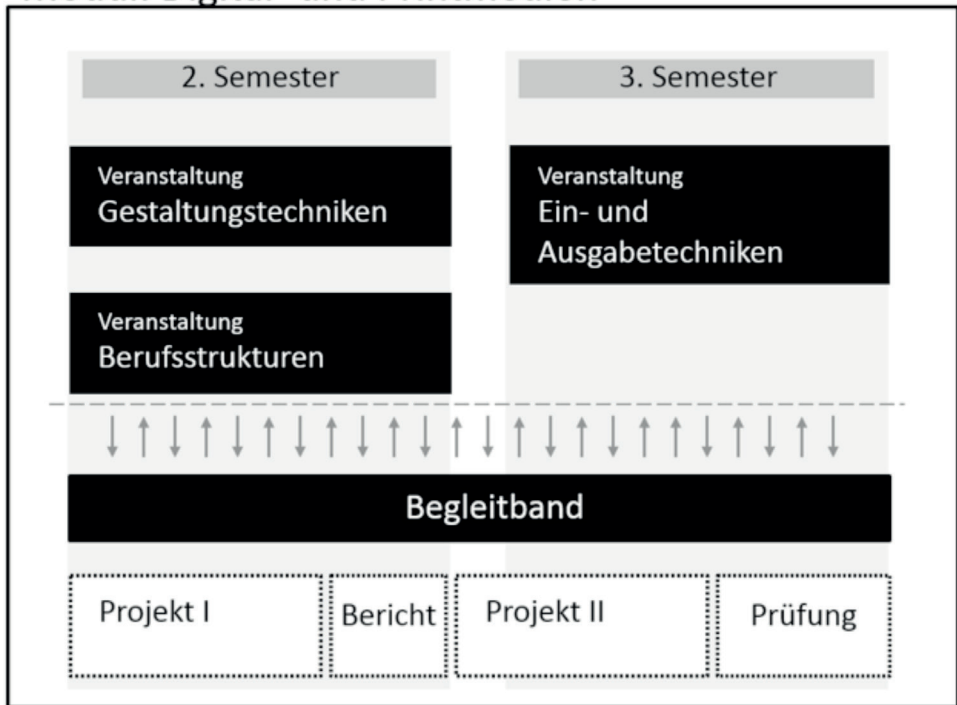 2. Semester
3. Semester
Veranstaltung
Gestaltungstechniken
Veranstaltung
Berufsstrukturen
Veranstaltung
Ein- und
Ausgabetechniken
Begleitband
Projekt I
Bericht
Projekt II
Prüfung